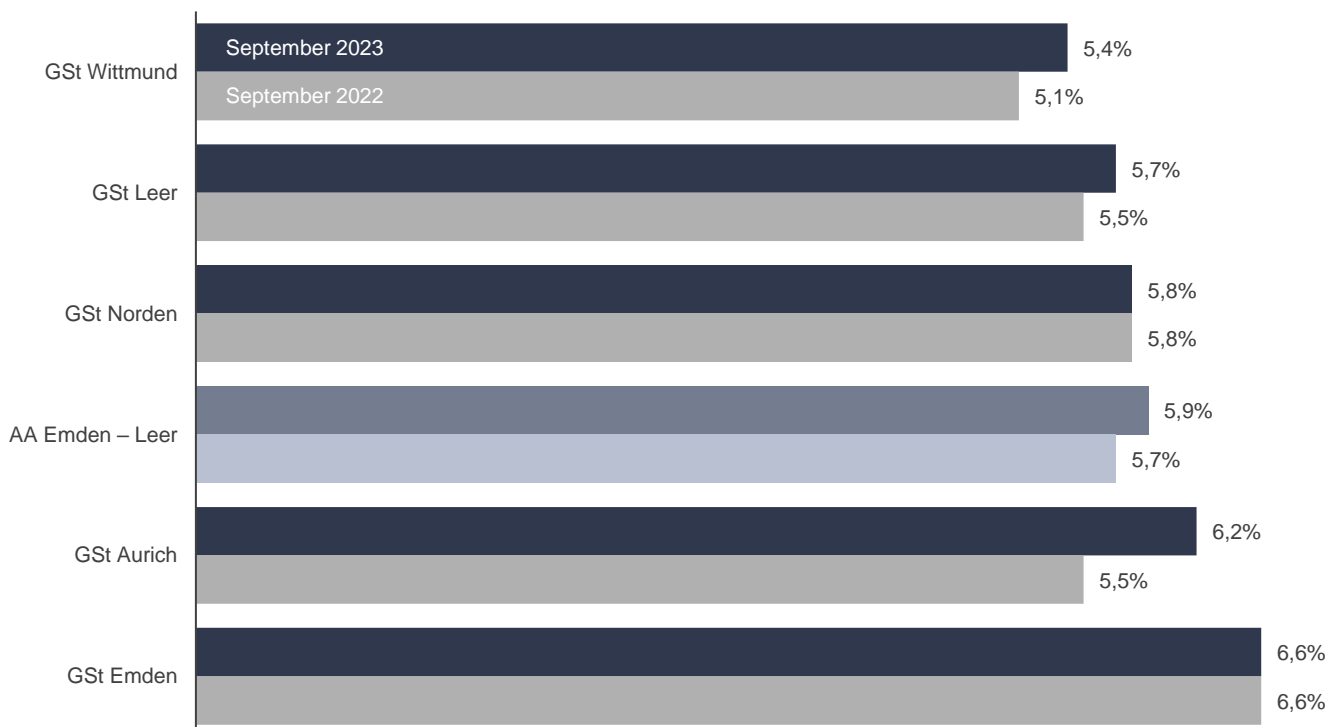 September 2023
5,4%
GSt Wittmund
September 2022
5,1%
5,7%
GSt Leer
5,5%
5,8%
GSt Norden
5,8%
5,9%
AA Emden – Leer
5,7%
6,2%
GSt Aurich
5,5%
6,6%
GSt Emden
6,6%